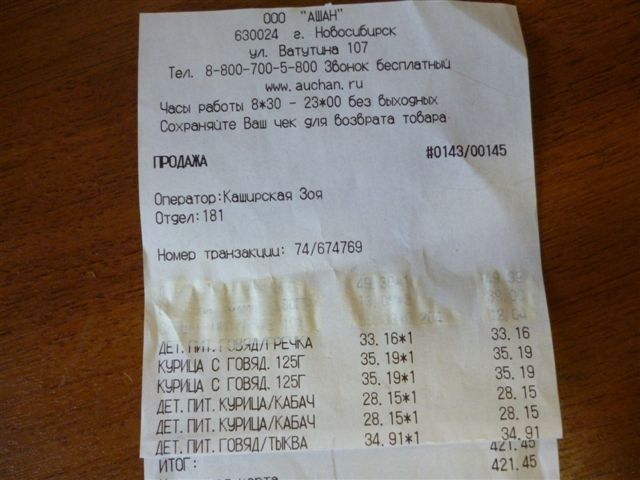 ООО "АШАН"
630024 г. Новосибирск
ул. Ватутина 107
Тел. 8-800-700-5-800 Звонок бесплатный
www.auchan.ru
Часы работы 8*30 - 23*00 без выходных
Сохраняйте Ваш чек для возврата товара
ПРОДАЖА #0143/00145
Оператор:Каширская Зоя
Отдел:181
Номер транзакции: 74/674769
ДЕТ.ПИТ.ГОВЯД/ГРЕЧКА 33.16*1 33.16
КУРИЦА С ГОВЯД. 125Г 35.19*1 35.19
КУРИЦА С ГОВЯД. 125Г 35.19*1 35.19
ДЕТ.ПИТ.КУРИЦА/КАБАЧ 28.15*1 28.15
ДЕТ.ПИТ.КУРИЦА/КАБАЧ 28.15*1 28.15
ДЕТ.ПИТ.ГОВЯД/ТЫКВА 34.91*1 34.91
421.45
ИТОГ: 421.45